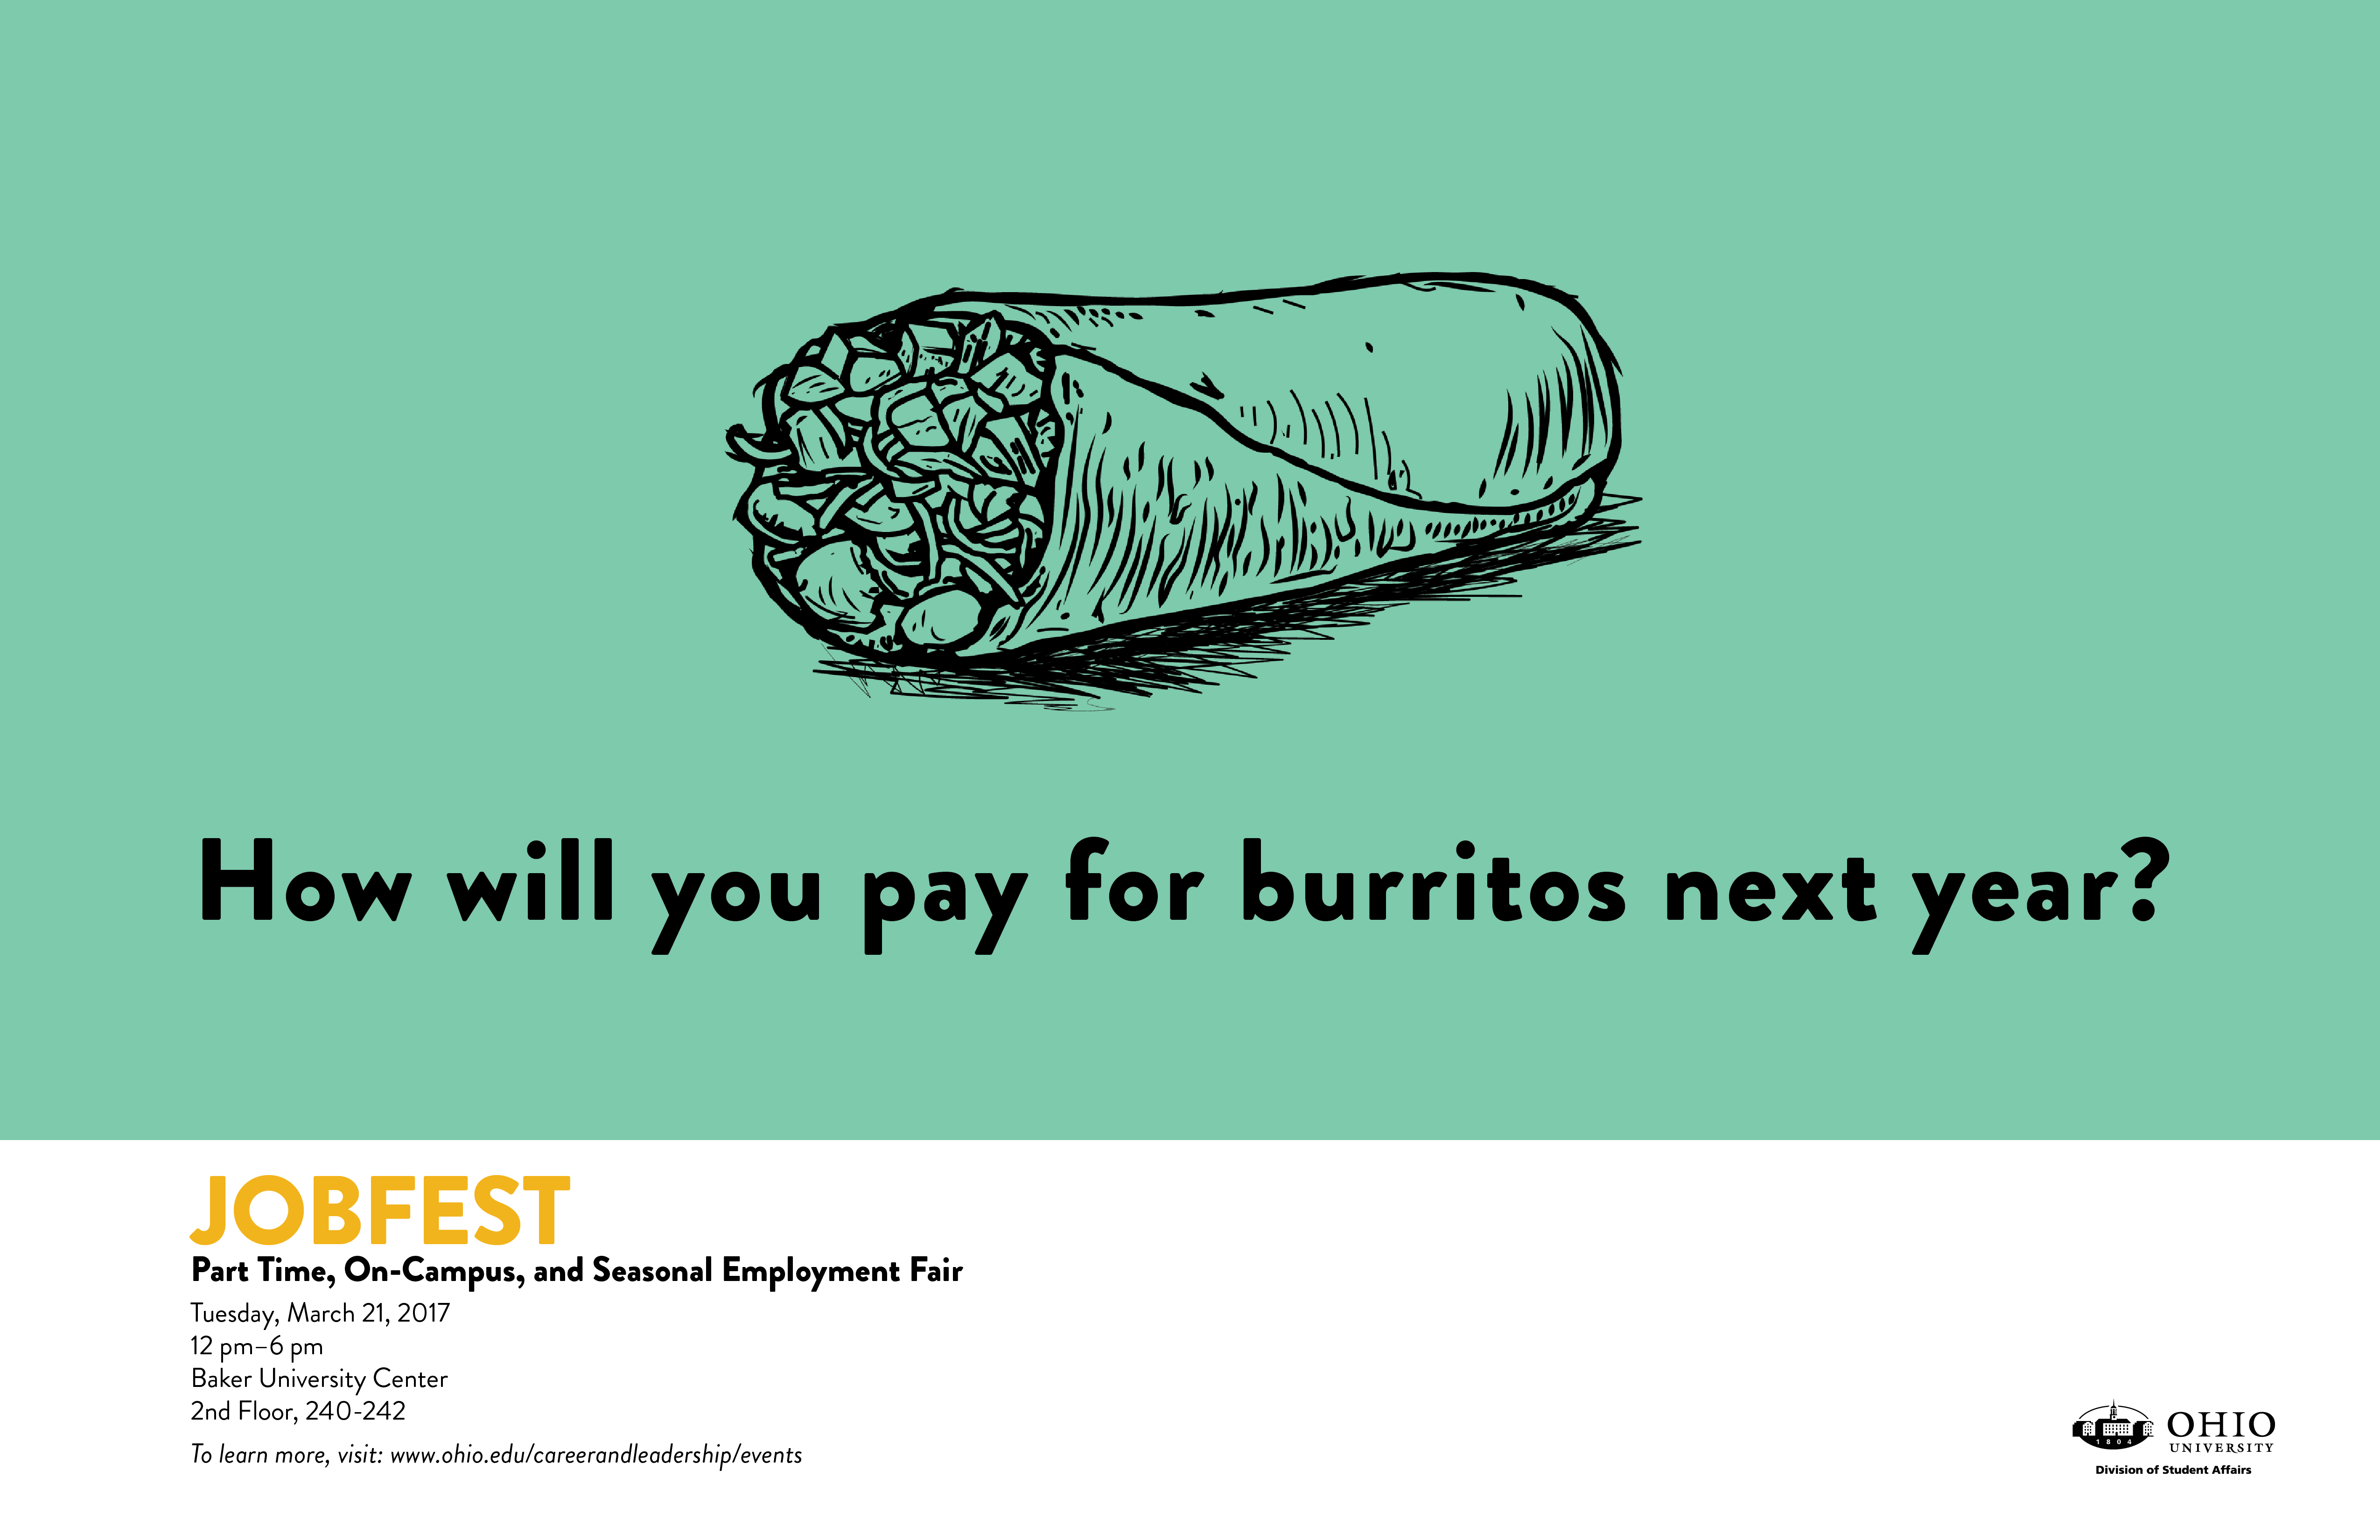 How will you pay for burritos next year?
JOBFEST
Part Time, On-Campus, and Seasonal Employment Fair
Tuesday, March 21, 2017
12 pm–6 pm
Baker University Center
2nd Floor, 240-242
To learn more, visit: www.ohio.edu/careerandleadership/events
1804
OHIO
UNIVERSITY
Division of Student Affairs